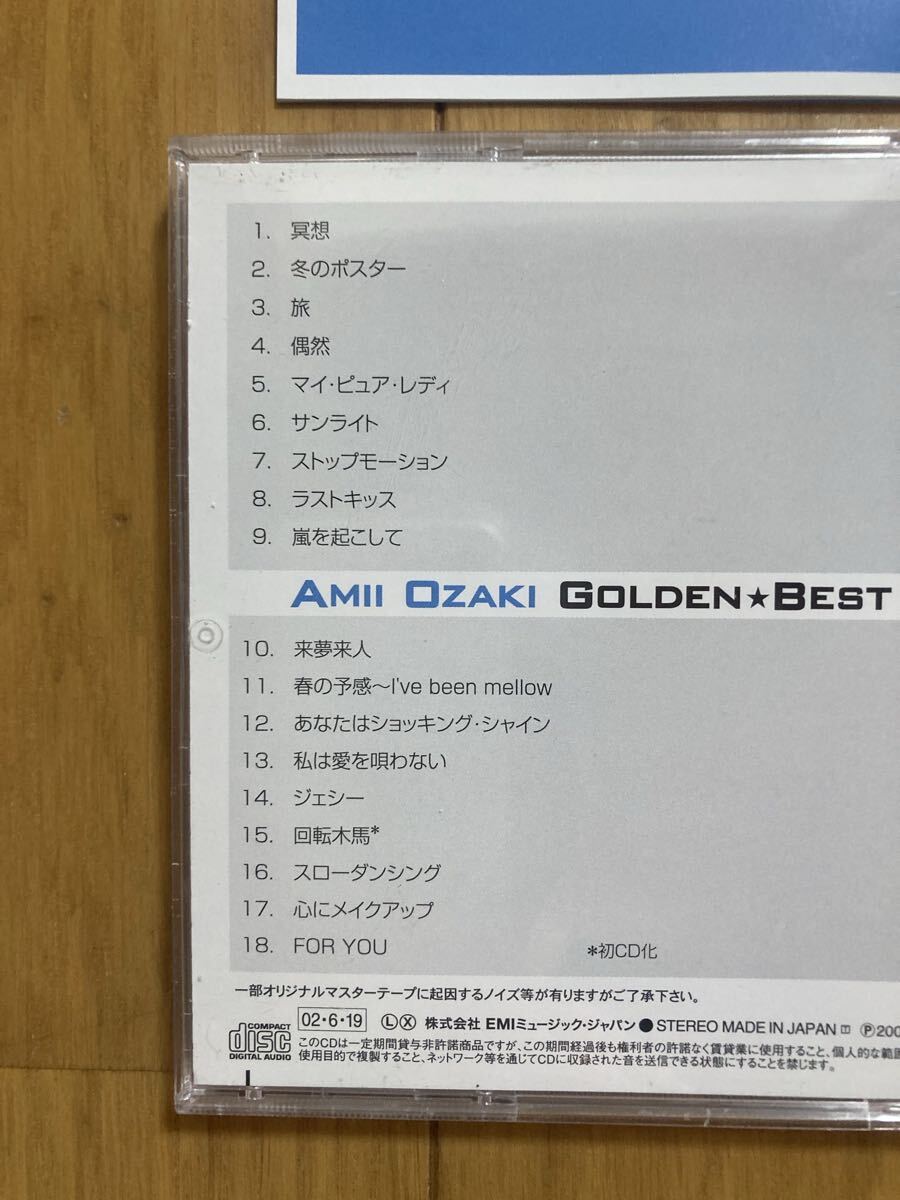 1. 冥想
2. 冬のポスター
3. 旅
4. 偶然
5. マイ・ピュア・レディ
6. サンライト
7. ストップモーション
8. ラストキッス
9. 嵐を起こして
AMII OZAKI GOLDEN★BEST
10. 来夢来人
11. 春の予感〜I've been mellow
12. あなたはショッキング・シャイン
13. 私は愛を唄わない
14. ジェシー
15. 回転木馬*
16. スローダンシング
17. 心にメイクアップ
18. FOR YOU *初CD化
一部オリジナルマスターテープに起因するノイズ等が有りますがご了承下さい。
COMPACT disc DIGITAL AUDIO 02・6・19 Ⓛ Ⓧ 株式会社 EMIミュージック・ジャパン ● STEREO MADE IN JAPAN Ⓟ200
このCDは一定期間貸与非許諾商品ですが、この期間経過後も権利者の許諾なく賃貸業に使用すること、個人的な範囲
使用目的で複製すること、ネットワーク等を通じてCDに収録された音を送信できる状態にすることを禁じます。